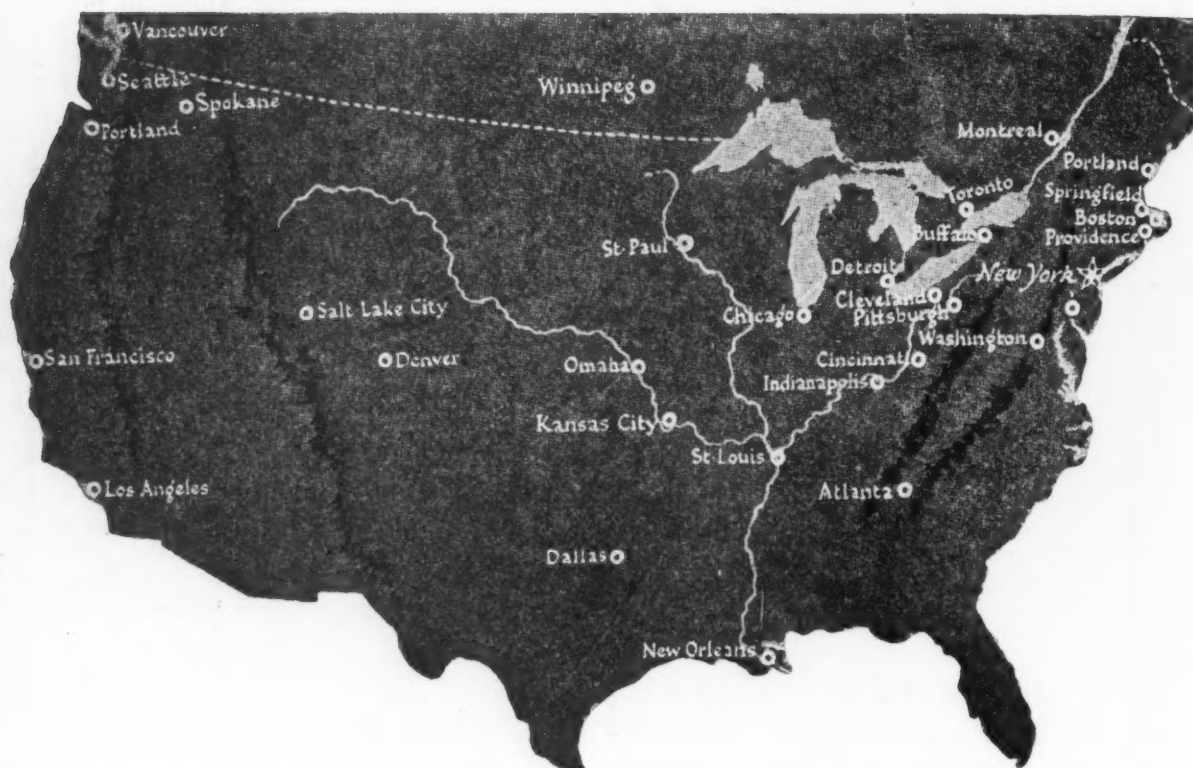 Vancouver
Seattle
Spokane
Portland
Winnipeg
Montreal
Portland
Toronto
Springfield
Boston
Buffalo
Providence
St. Paul
Detroit
New York
Cleveland
Pittsburgh
Chicago
Salt Lake City
Washington
San Francisco
Denver
Omaha
Cincinnati
Indianapolis
Kansas City
St. Louis
Los Angeles
Atlanta
Dallas
New Orleans